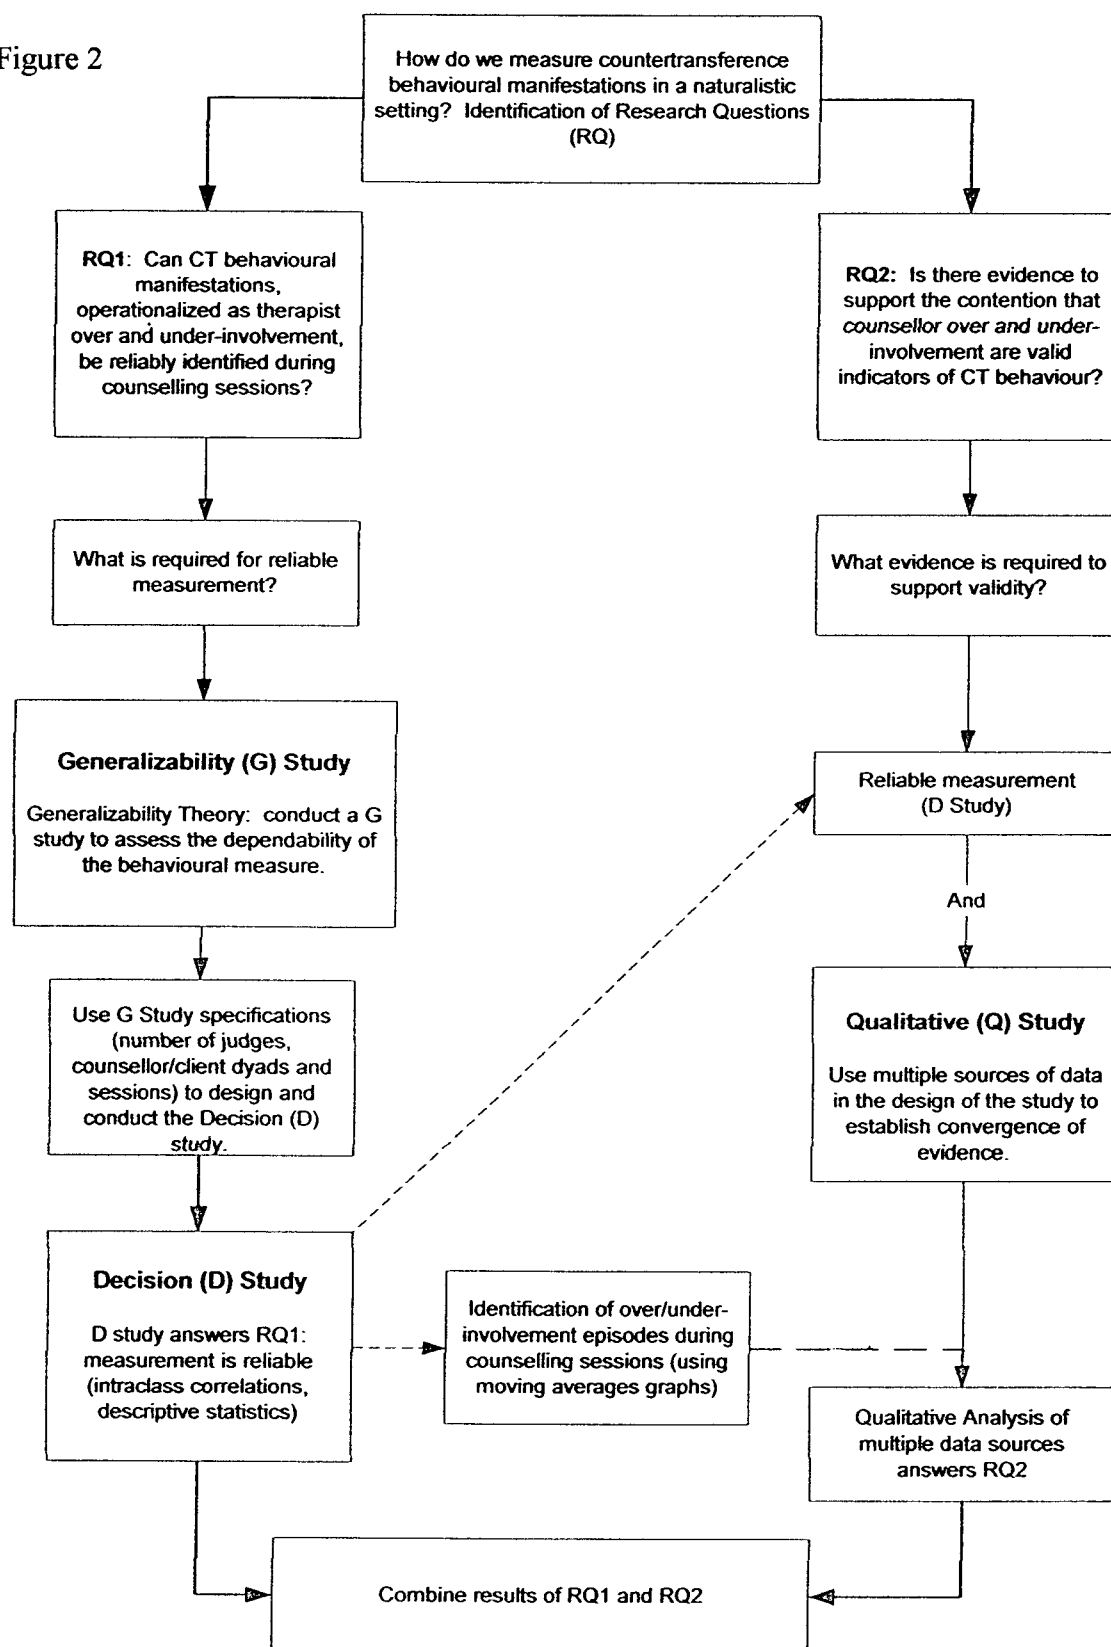 Figure 2
How do we measure countertransference
behavioural manifestations in a naturalistic
setting? Identification of Research Questions
(RQ)
RQ1: Can CT behavioural
manifestations,
operationalized as therapist
over and under-involvement,
be reliably identified during
counselling sessions?
RQ2: Is there evidence to
support the contention that
counsellor over and under-
involvement are valid
indicators of CT behaviour?
What is required for reliable
measurement?
What evidence is required to
support validity?
Generalizability (G) Study
Generalizability Theory: conduct a G
study to assess the dependability of
the behavioural measure.
Reliable measurement
(D Study)
And
Use G Study specifications
(number of judges,
counsellor/client dyads and
sessions) to design and
conduct the Decision (D)
study.
Qualitative (Q) Study
Use multiple sources of data
in the design of the study to
establish convergence of
evidence.
Decision (D) Study
D study answers RQ1:
measurement is reliable
(intraclass correlations,
descriptive statistics)
Identification of over/under-
involvement episodes during
counselling sessions (using
moving averages graphs)
Qualitative Analysis of
multiple data sources
answers RQ2
Combine results of RQ1 and RQ2